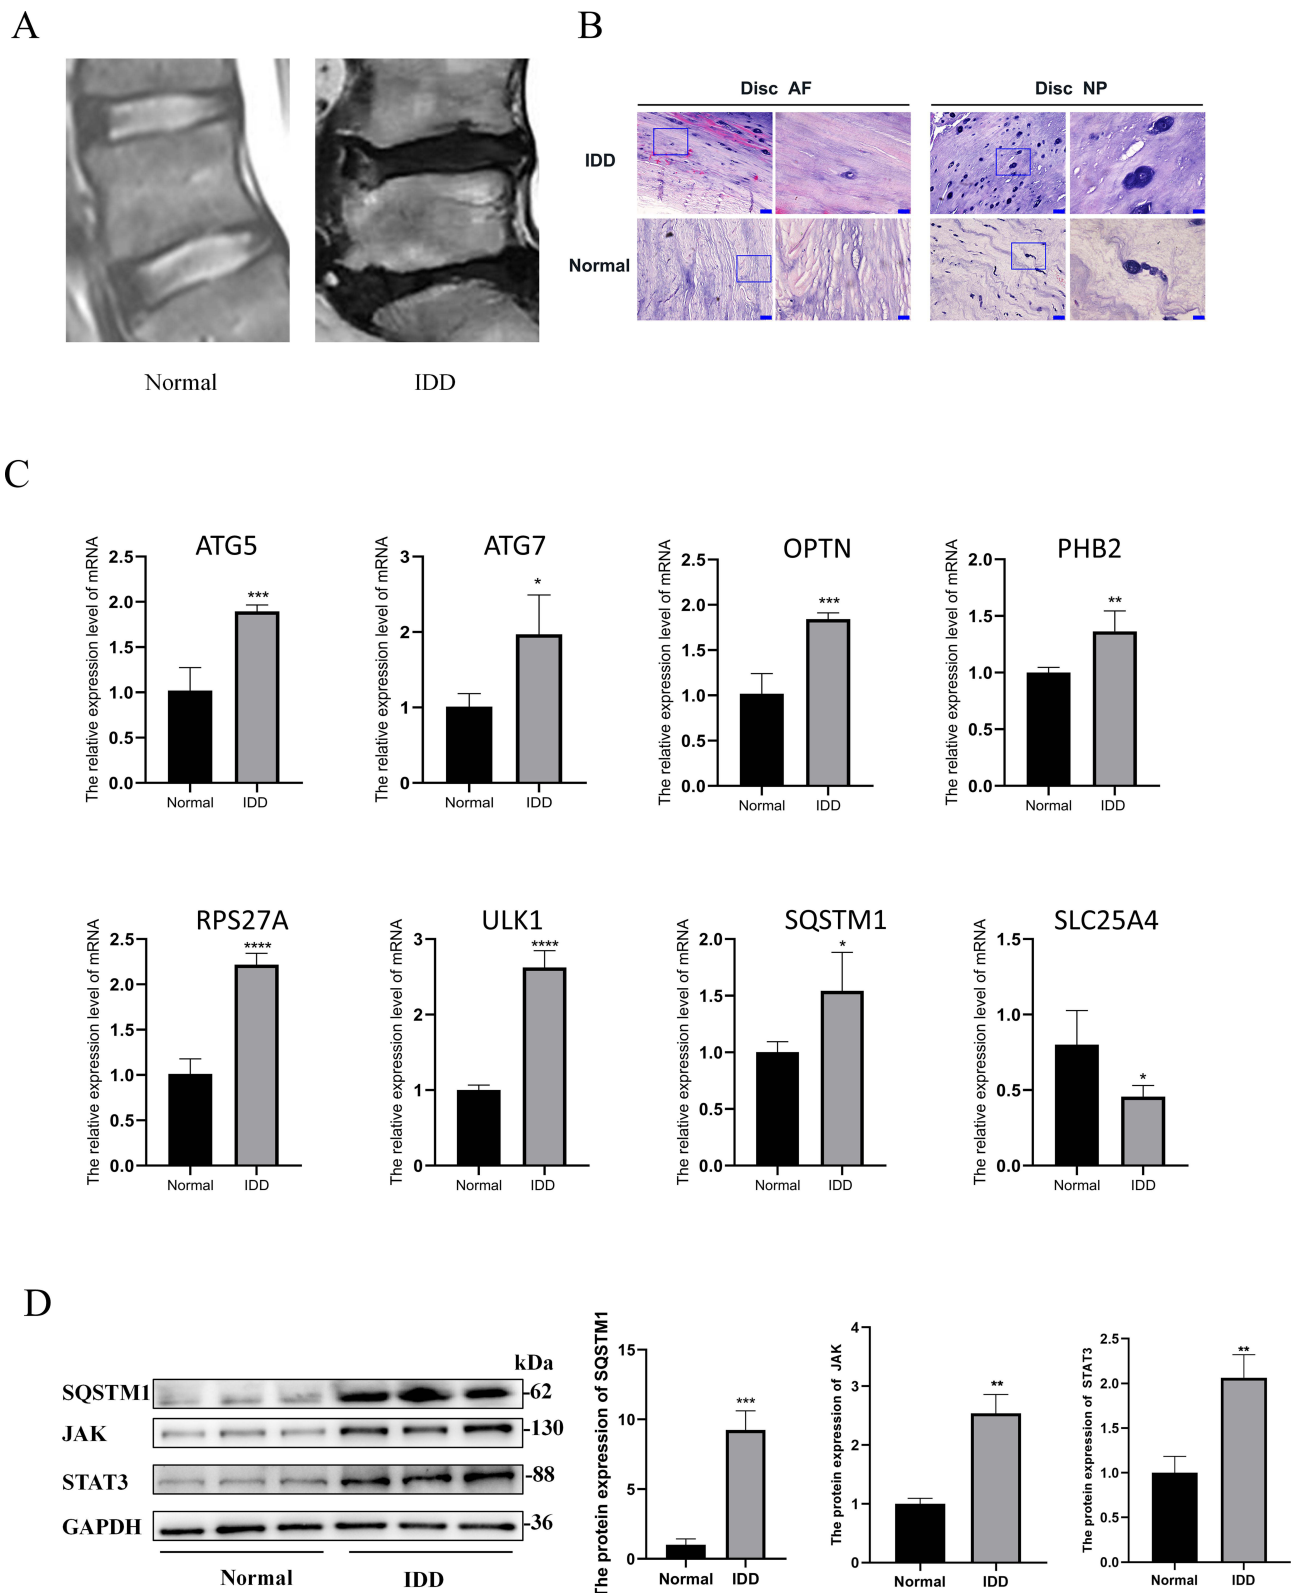 A
B
Normal
IDD
Disc AF
Disc NP
IDD
Normal
C
ATG5
The relative expression level of mRNA
2.5
2.0
1.5
1.0
0.5
0.0
Normal
IDD
***
ATG7
The relative expression level of mRNA
3
2
1
0
Normal
IDD
*
OPTN
The relative expression level of mRNA
2.5
2.0
1.5
1.0
0.5
0.0
Normal
IDD
***
PHB2
The relative expression level of mRNA
2.0
1.5
1.0
0.5
0.0
Normal
IDD
**
RPS27A
The relative expression level of mRNA
2.5
2.0
1.5
1.0
0.5
0.0
Normal
IDD
****
ULK1
The relative expression level of mRNA
3
2
1
0
Normal
IDD
****
SQSTM1
The relative expression level of mRNA
2.0
1.5
1.0
0.5
0.0
Normal
IDD
*
SLC25A4
The relative expression level of mRNA
1.5
1.0
0.5
0.0
Normal
IDD
*
D
kDa
SQSTM1
-62
JAK
-130
STAT3
-88
GAPDH
-36
Normal
IDD
The protein expression of SQSTM1
15
10
5
0
Normal
IDD
***
The protein expression of JAK
4
3
2
1
0
Normal
IDD
**
The protein expression of STAT3
2.5
2.0
1.5
1.0
0.5
0.0
Normal
IDD
**